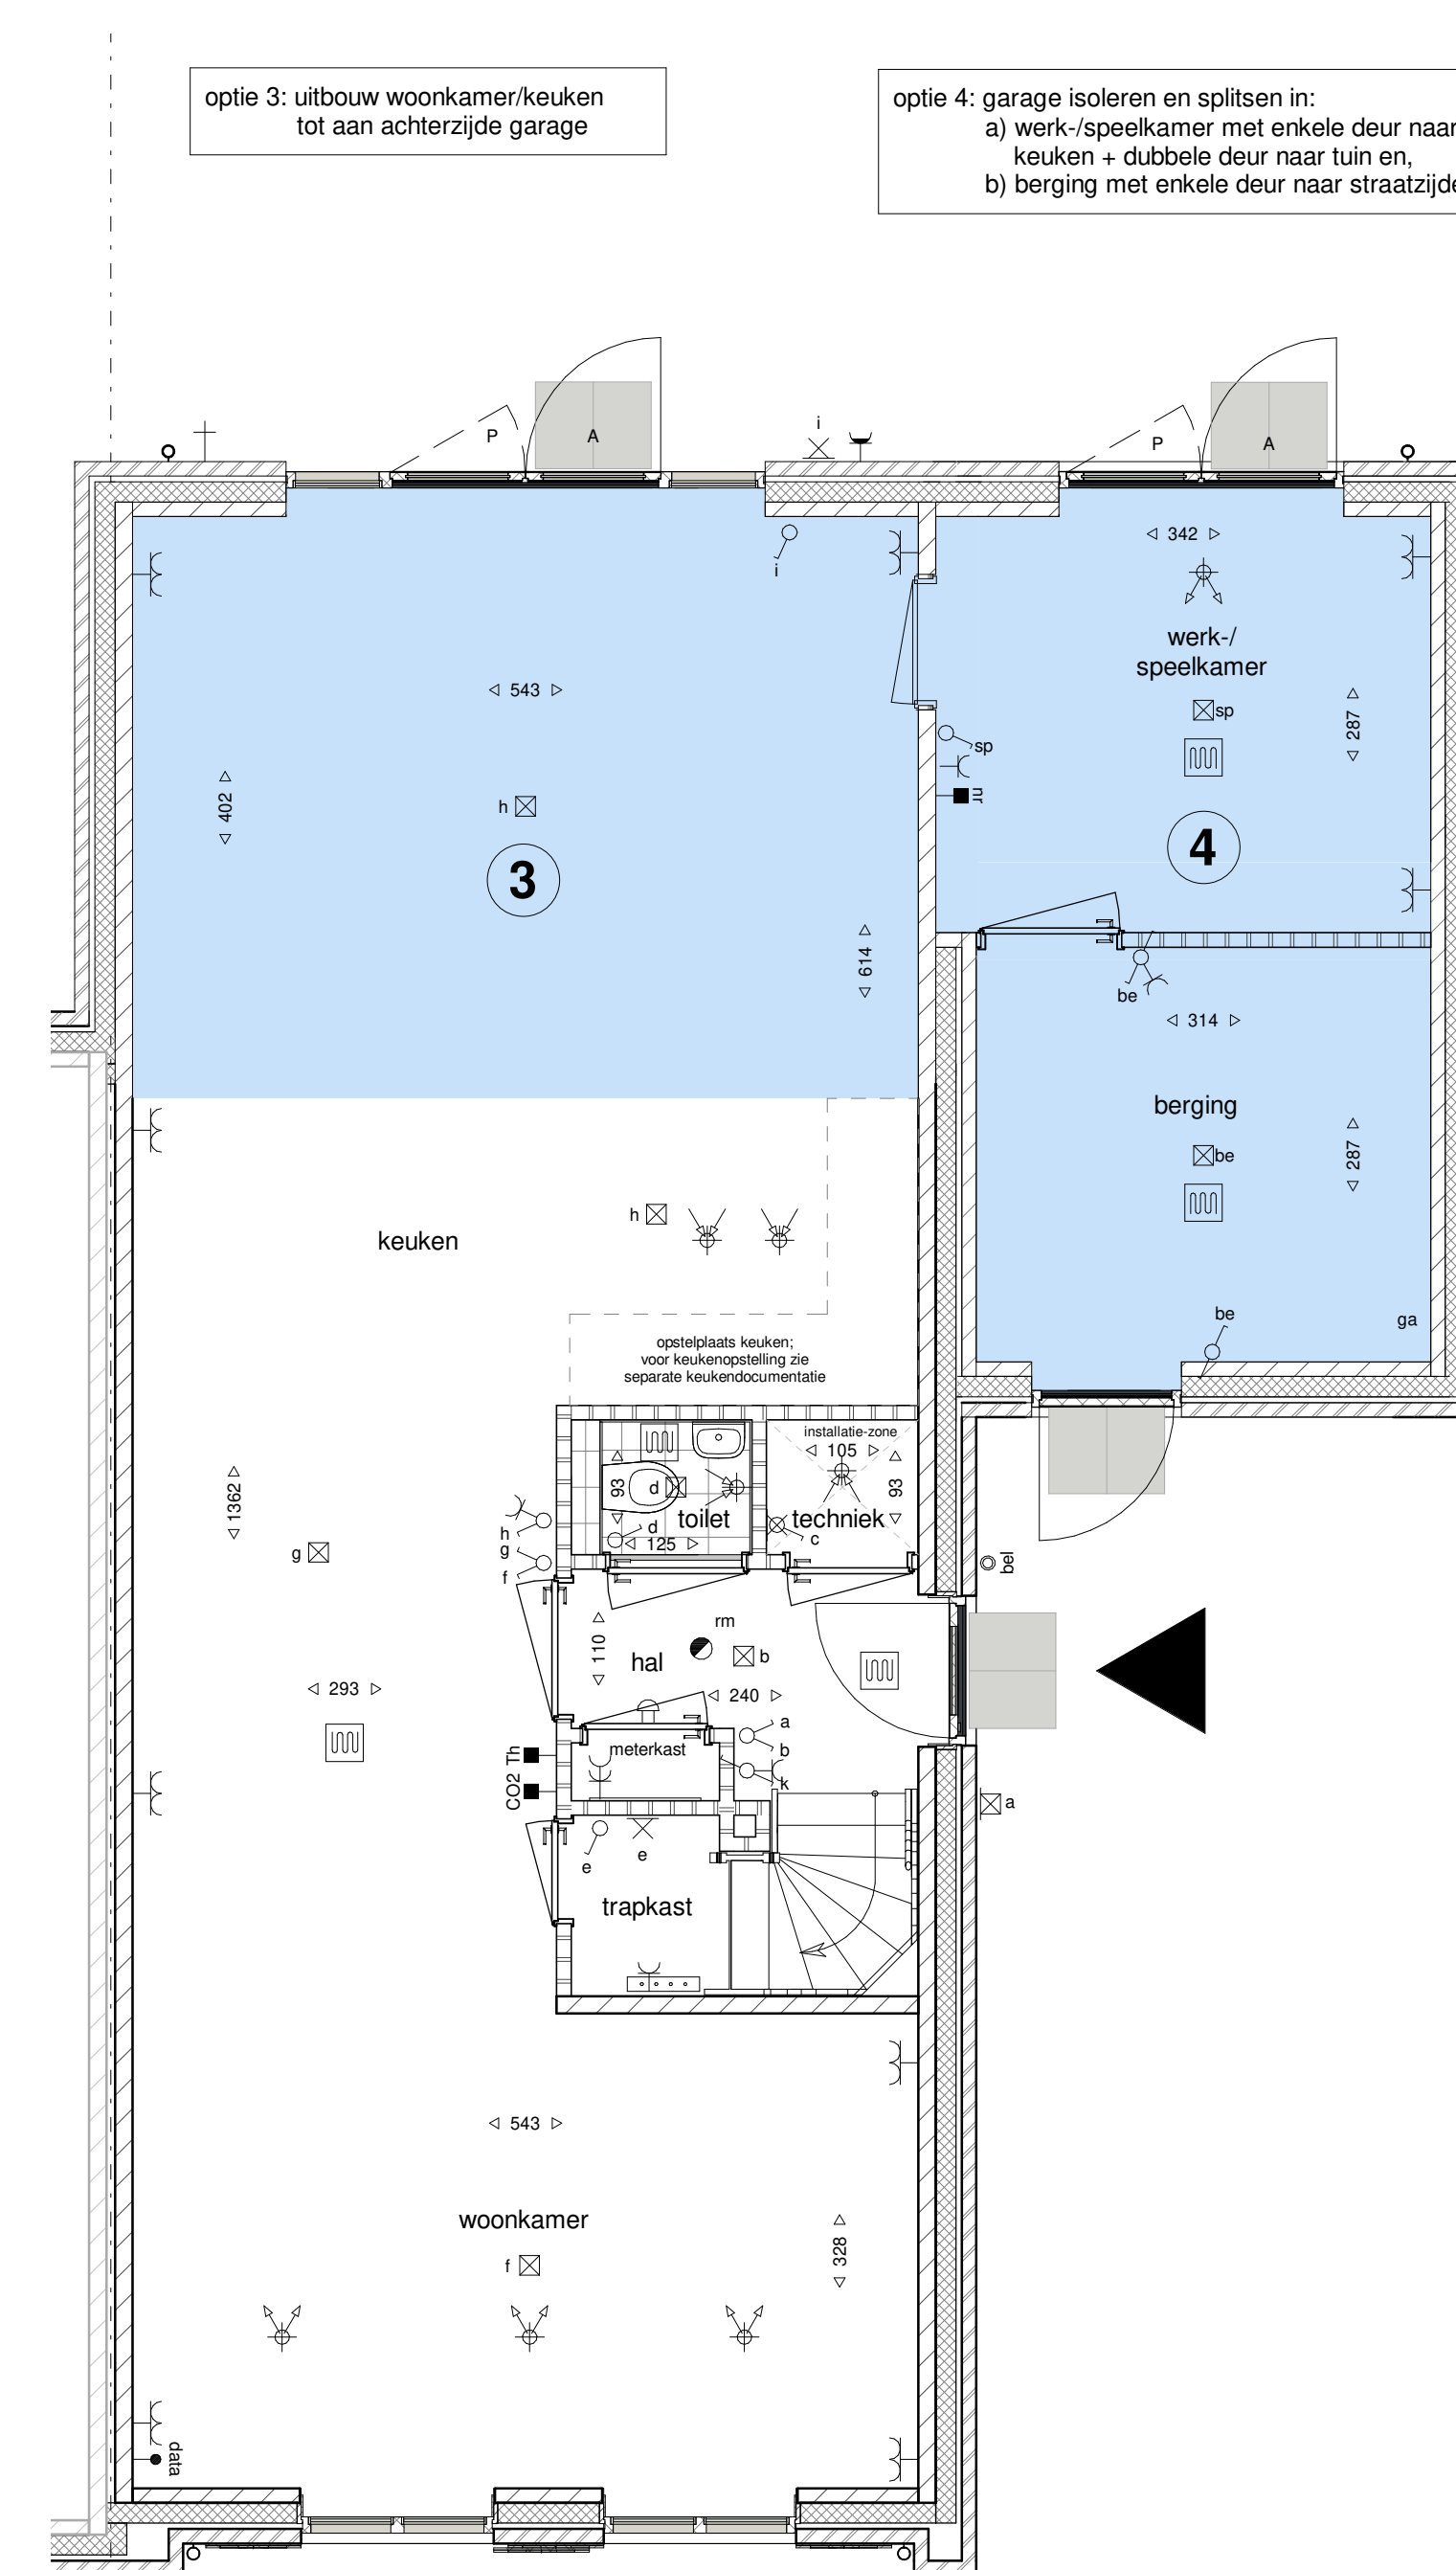 optie 3: uitbouw woonkamer/keuken
tot aan achterzijde garage
optie 4: garage isoleren en splitsen in:
a) werk-/speelkamer met enkele deur naar
keuken + dubbele deur naar tuin en,
b) berging met enkele deur naar straatzijde
P
A
i
P
A
i
342
werk-/
speelkamer
543
sp
287
sp
402
h
nr
3
4
614
be
314
berging
be
287
h
keuken
be
ga
opstelplaats keuken;
voor keukenopstelling zie
separate keukendocumentatie
installatie-zone
105
93
d
93
toilet
techniek
1362
h
d
125
c
g
g
f
bel
rm
110
hal
b
293
240
a
meterkast
b
Th
k
CO2
a
e
e
trapkast
543
woonkamer
328
f
data